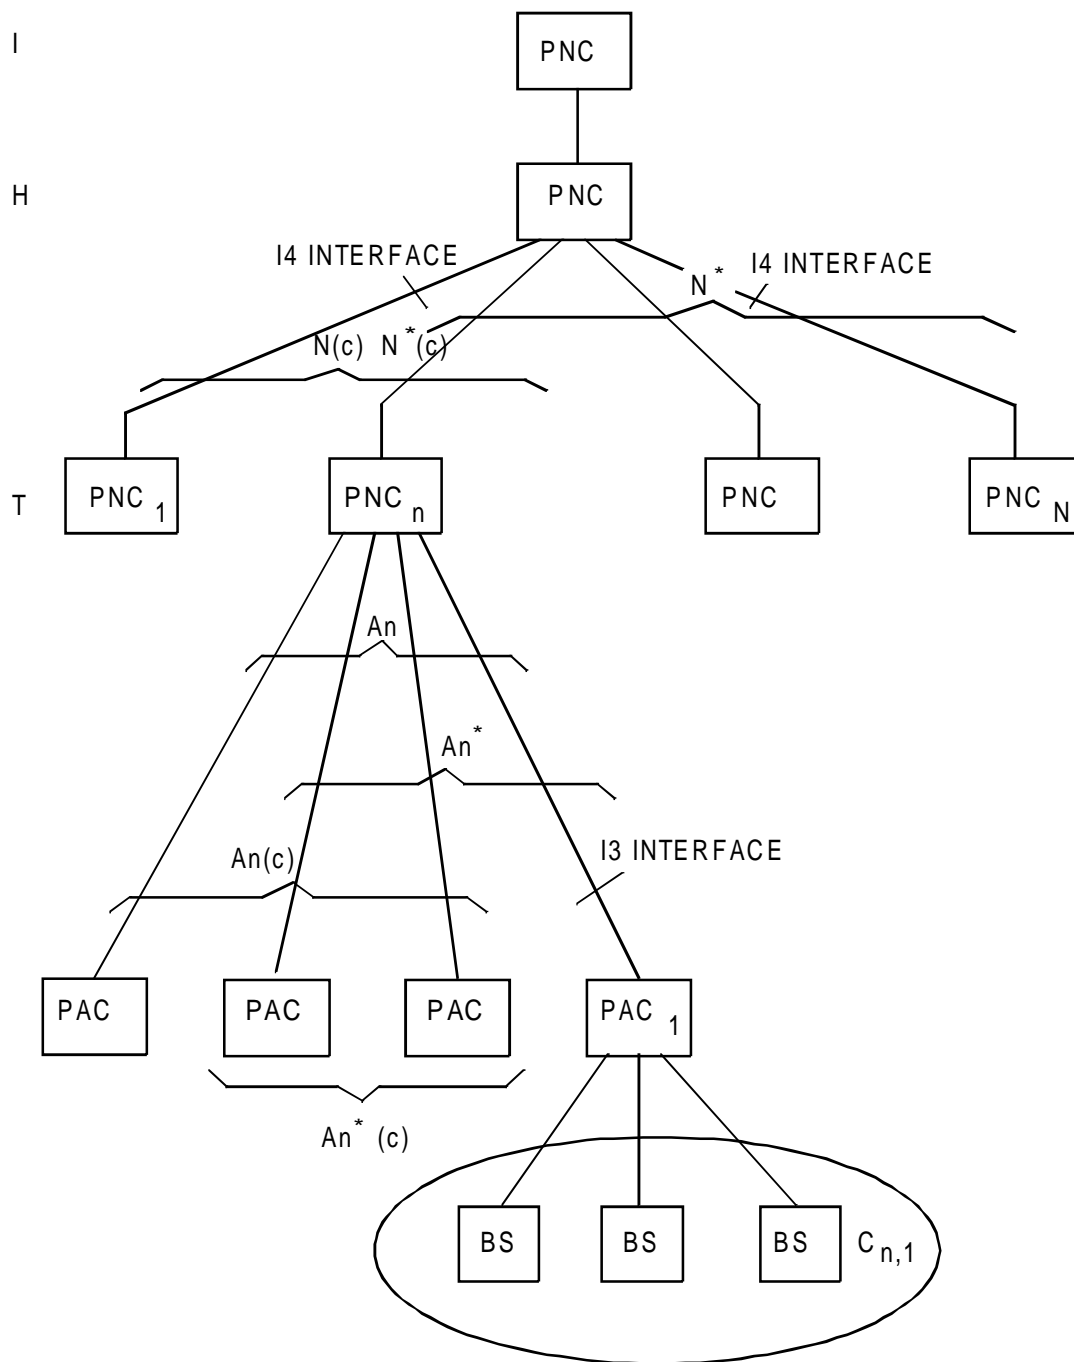 I
PNC
H
PNC
I4 INTERFACE
N*
I4 INTERFACE
N(c) N*(c)
T
PNC 1
PNC n
PNC
PNC N
An
An*
An(c)
I3 INTERFACE
PAC
PAC
PAC
PAC 1
An* (c)
BS
BS
BS
C n,1